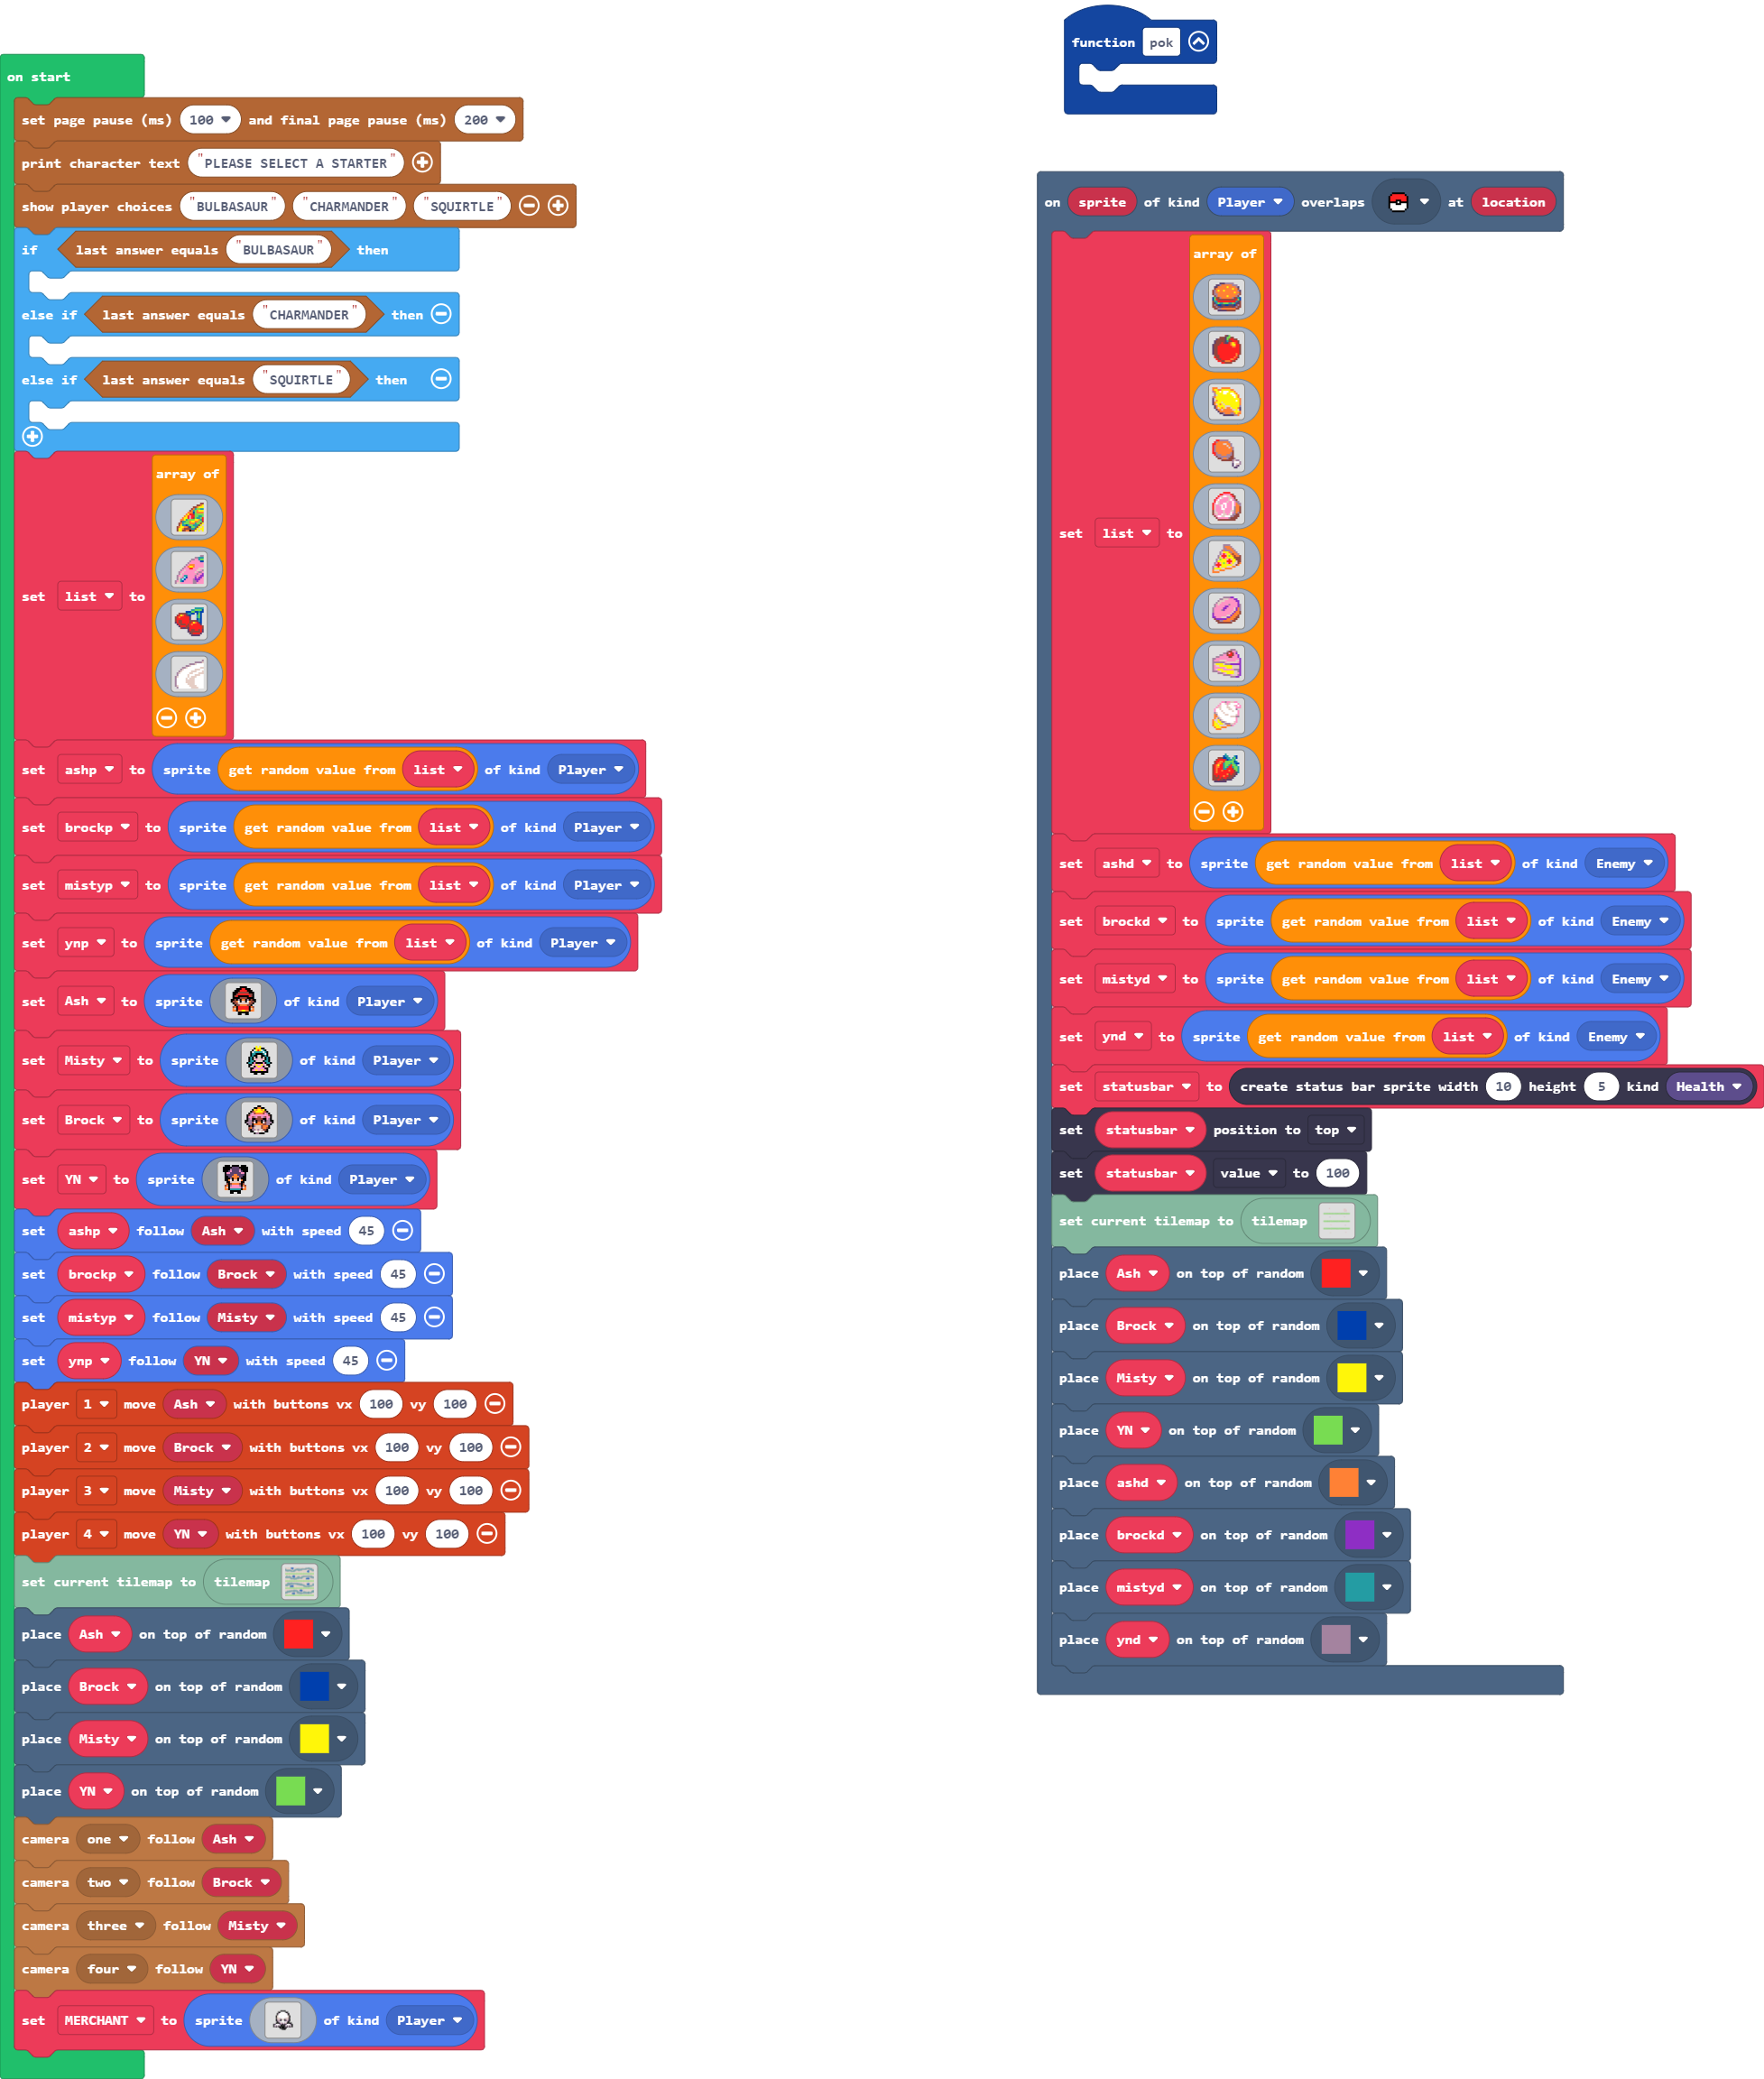 on start
set page pause (ms) 100 and final page pause (ms) 200
print character text "PLEASE SELECT A STARTER"
show player choices "BULBASAUR" "CHARMANDER" "SQUIRTLE"
if last answer equals "BULBASAUR" then
else if last answer equals "CHARMANDER" then
else if last answer equals "SQUIRTLE" then
array of
set list to
set ashp to sprite get random value from list of kind Player
set brockp to sprite get random value from list of kind Player
set mistyp to sprite get random value from list of kind Player
set ynp to sprite get random value from list of kind Player
set Ash to sprite of kind Player
set Misty to sprite of kind Player
set Brock to sprite of kind Player
set YN to sprite of kind Player
set ashp follow Ash with speed 45
set brockp follow Brock with speed 45
set mistyp follow Misty with speed 45
set ynp follow YN with speed 45
player 1 move Ash with buttons vx 100 vy 100
player 2 move Brock with buttons vx 100 vy 100
player 3 move Misty with buttons vx 100 vy 100
player 4 move YN with buttons vx 100 vy 100
set current tilemap to tilemap
place Ash on top of random
place Brock on top of random
place Misty on top of random
place YN on top of random
camera one follow Ash
camera two follow Brock
camera three follow Misty
camera four follow YN
set MERCHANT to sprite of kind Player
function pok
on sprite of kind Player overlaps at location
array of
set list to
set ashd to sprite get random value from list of kind Enemy
set brockd to sprite get random value from list of kind Enemy
set mistyd to sprite get random value from list of kind Enemy
set ynd to sprite get random value from list of kind Enemy
set statusbar to create status bar sprite width 10 height 5 kind Health
set statusbar position to top
set statusbar value to 100
set current tilemap to tilemap
place Ash on top of random
place Brock on top of random
place Misty on top of random
place YN on top of random
place ashd on top of random
place brockd on top of random
place mistyd on top of random
place ynd on top of random